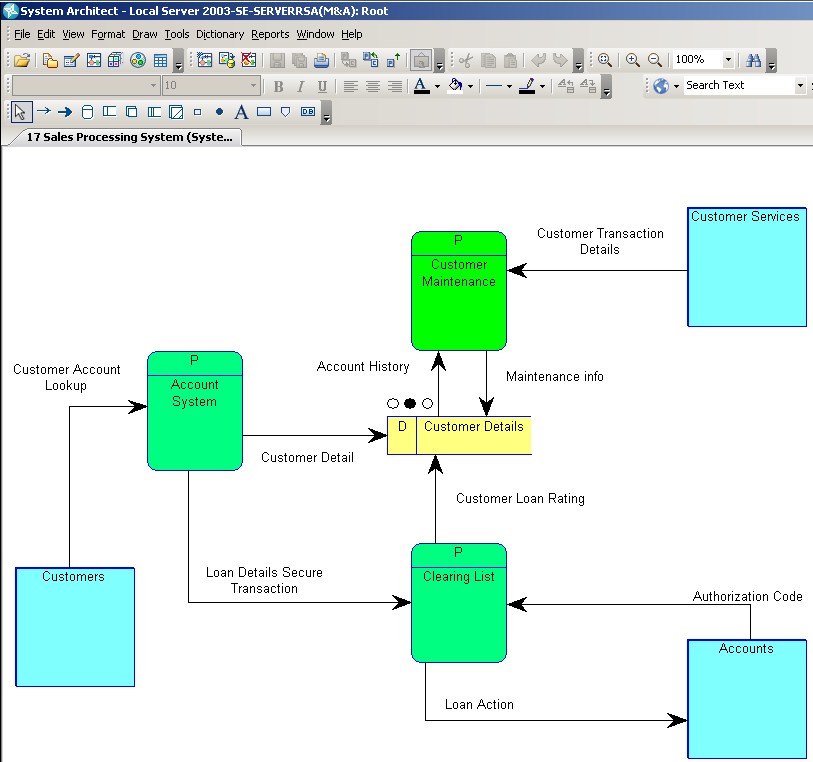 System Architect - Local Server 2003-SE-SERVERRSA(M&A): Root
File Edit View Format Draw Tools Dictionary Reports Window Help
100%
10
B I U
A
Search Text
A
DB
17 Sales Processing System (Syste...
Customer Services
Customer Transaction
Details
P
Customer
Maintenance
Customer Account
Lookup
P
Account
System
Account History
Maintenance info
D
Customer Details
Customer Detail
Customer Loan Rating
P
Clearing List
Customers
Loan Details Secure
Transaction
Authorization Code
Accounts
Loan Action